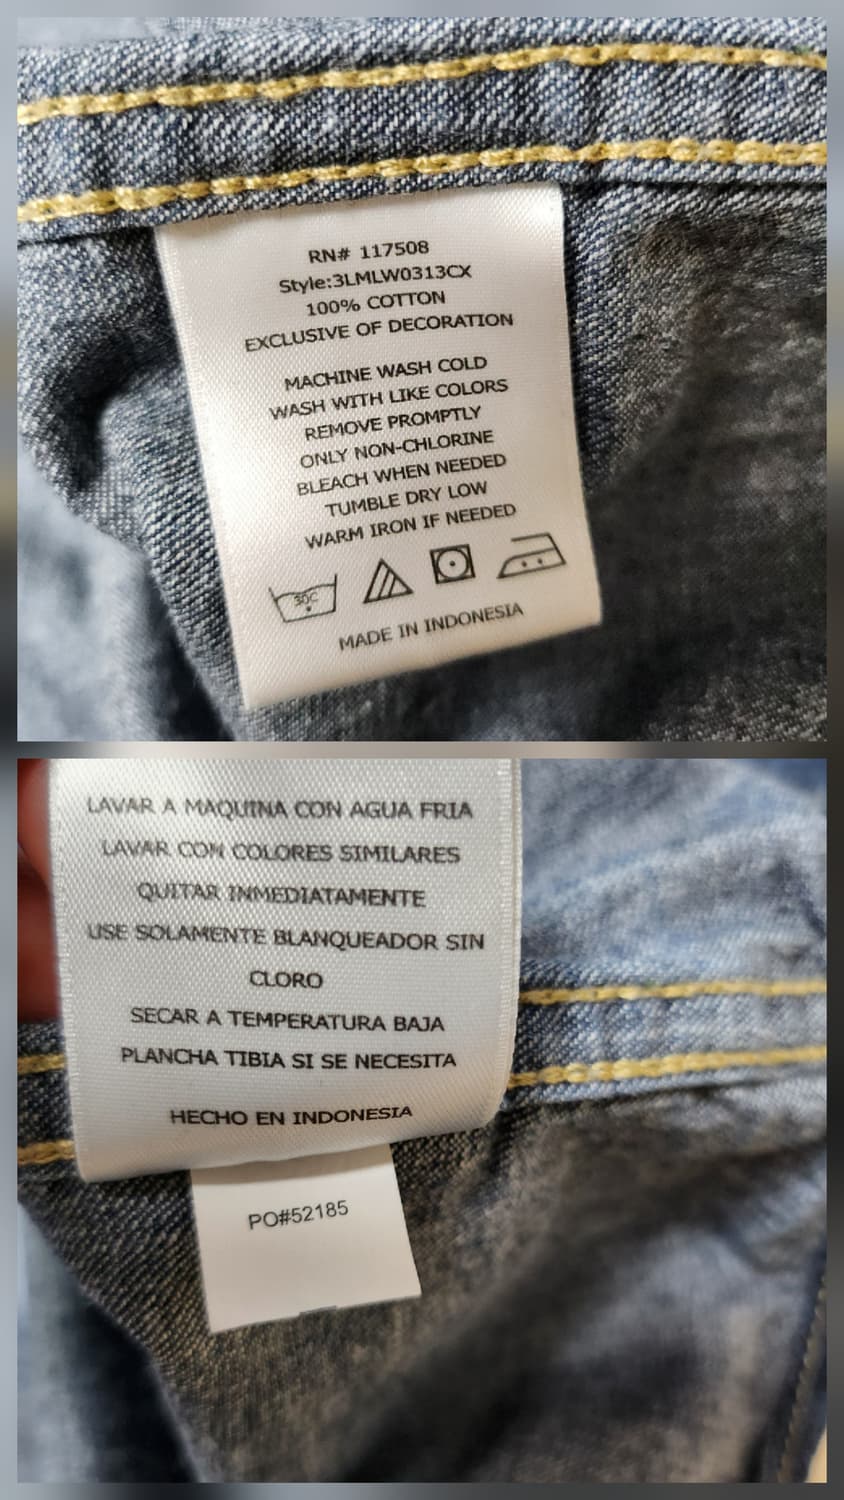 RN# 117508
Style:3LMLW0313CX
100% COTTON
EXCLUSIVE OF DECORATION
MACHINE WASH COLD
WASH WITH LIKE COLORS
REMOVE PROMPTLY
ONLY NON-CHLORINE
BLEACH WHEN NEEDED
TUMBLE DRY LOW
WARM IRON IF NEEDED
30C
MADE IN INDONESIA
LAVAR A MAQUINA CON AGUA FRIA
LAVAR CON COLORES SIMILARES
QUITAR INMEDIATAMENTE
USE SOLAMENTE BLANQUEADOR SIN
CLORO
SECAR A TEMPERATURA BAJA
PLANCHA TIBIA SI SE NECESITA
HECHO EN INDONESIA
PO#52185